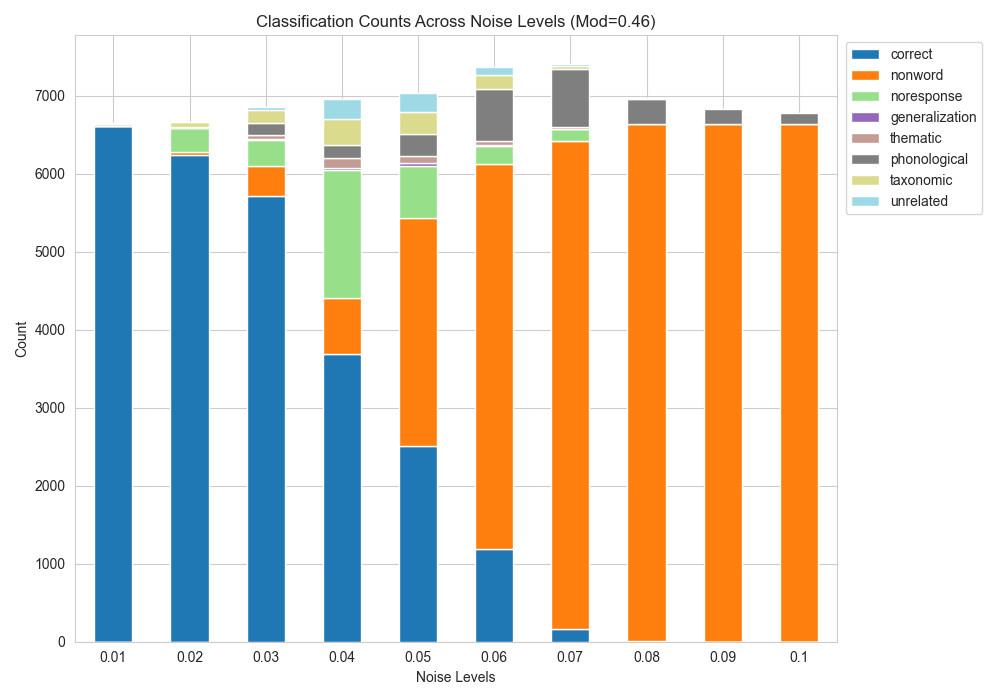 Classification Counts Across Noise Levels (Mod=0.46)
correct
nonword
noresponse
generalization
thematic
phonological
taxonomic
unrelated
Count
7000
6000
5000
4000
3000
2000
1000
0
0.01 0.02 0.03 0.04 0.05 0.06 0.07 0.08 0.09 0.1
Noise Levels